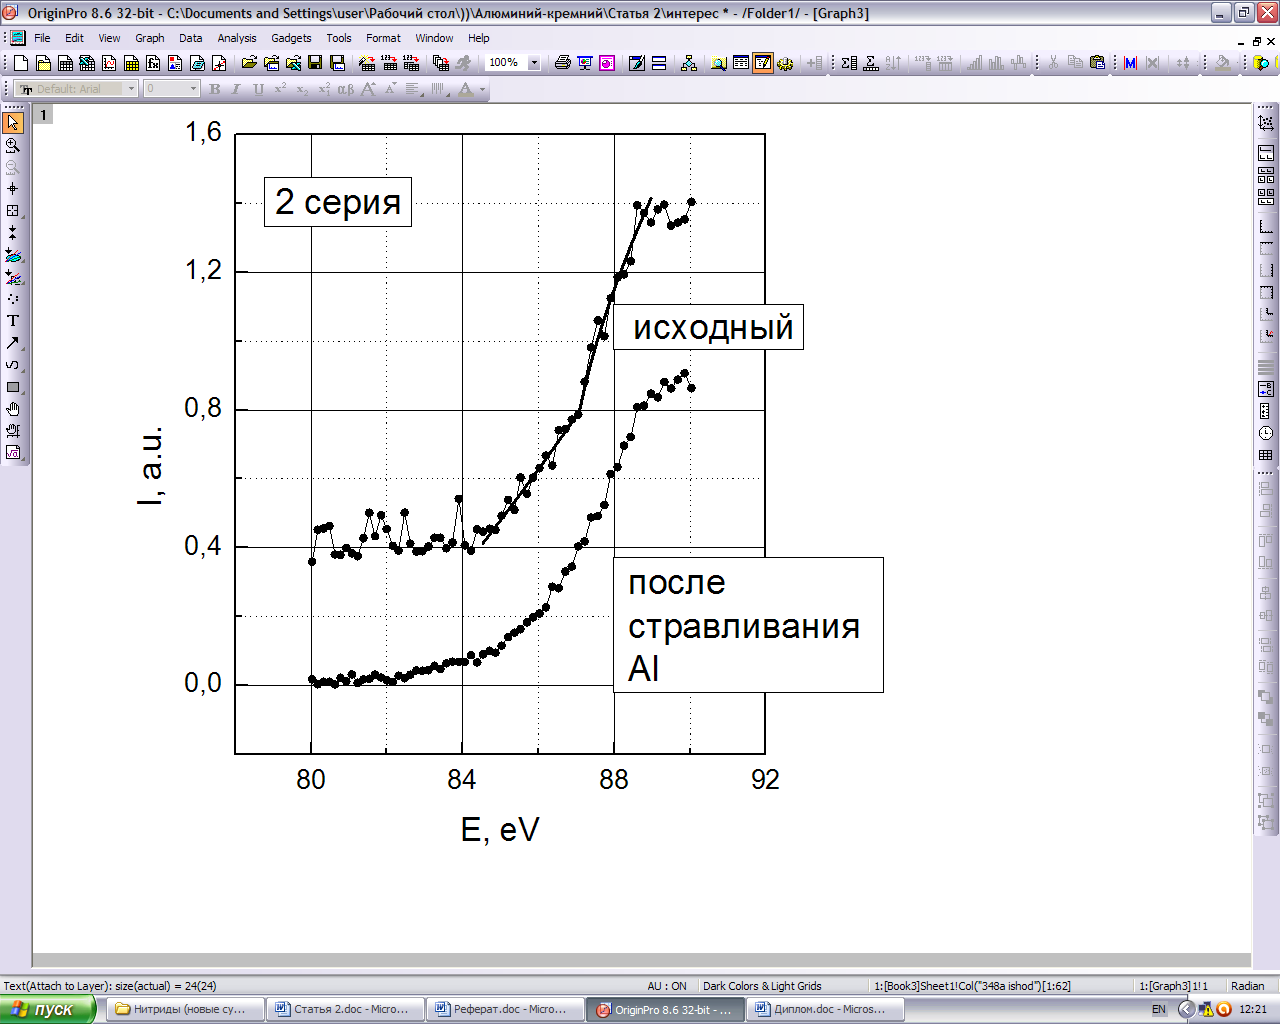 OriginPro 8.6 32-bit - C:\Documents and Settings\user\Рабочий стол\))\Алюминий-кремний\Статья 2\интерес * - /Folder1/ - [Graph3]
File Edit View Graph Data Analysis Gadgets Tools Format Window Help
100%
Default: Arial 0 B I U
1
1,6
2 серия
1,2
исходный
0,8
I, a.u.
0,4
после
стравливания
Al
0,0
80 84 88 92
E, eV
Text(Attach to Layer): size(actual) = 24(24) AU : ON Dark Colors & Light Grids 1:[Book3]Sheet1!Col("348a ishod")[1:62] 1:[Graph3]1!1 Radian
пуск Нитриды (новые су... Статья 2.doc - Micro... Реферат.doc - Micro... OriginPro 8.6 32-bit - ... Диплом.doc - Micros... EN 12:21